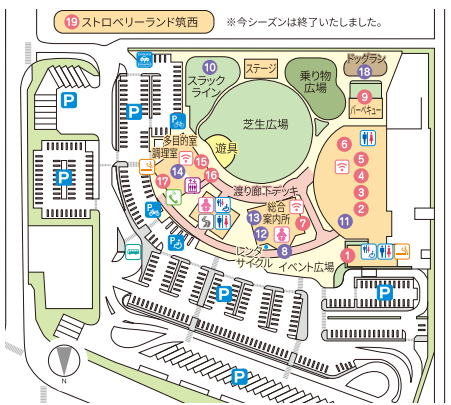 19 ストロベリーランド筑西
※今シーズンは終了いたしました。
10
スラック
ライン
ステージ
乗り物
広場
ドッグラン
18
9
バーベキュー
P
P
P
芝生広場
遊具
多目的室
調理室
15
14
16
17
6
5
4
3
2
11
渡り廊下デッキ
総合
案内所
13
12
7
8
レンタ
サイクル
イベント広場
1
P
P
P
P
P
P
N